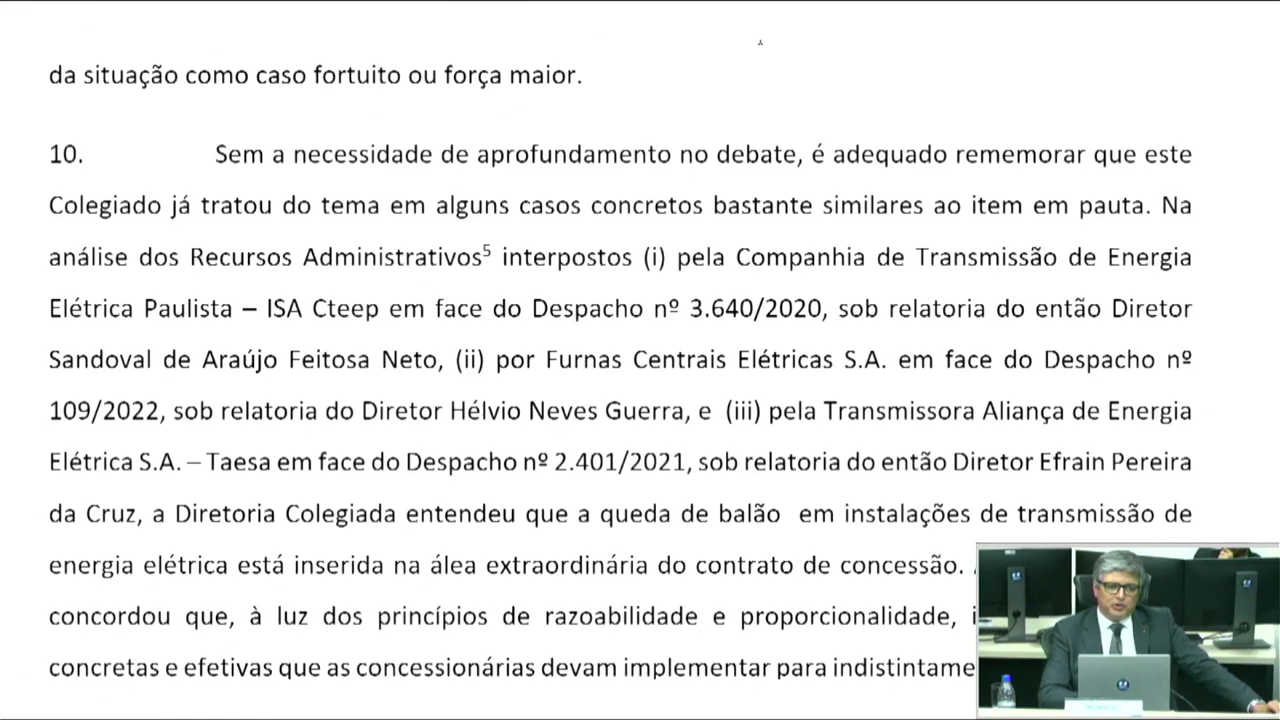 da situação como caso fortuito ou força maior.
10. Sem a necessidade de aprofundamento no debate, é adequado rememorar que este
Colegiado já tratou do tema em alguns casos concretos bastante similares ao item em pauta. Na
análise dos Recursos Administrativos⁵ interpostos (i) pela Companhia de Transmissão de Energia
Elétrica Paulista – ISA Cteep em face do Despacho nº 3.640/2020, sob relatoria do então Diretor
Sandoval de Araújo Feitosa Neto, (ii) por Furnas Centrais Elétricas S.A. em face do Despacho nº
109/2022, sob relatoria do Diretor Hélvio Neves Guerra, e (iii) pela Transmissora Aliança de Energia
Elétrica S.A. – Taesa em face do Despacho nº 2.401/2021, sob relatoria do então Diretor Efrain Pereira
da Cruz, a Diretoria Colegiada entendeu que a queda de balão em instalações de transmissão de
energia elétrica está inserida na álea extraordinária do contrato de concessão.
concordou que, à luz dos princípios de razoabilidade e proporcionalidade,
concretas e efetivas que as concessionárias devam implementar para